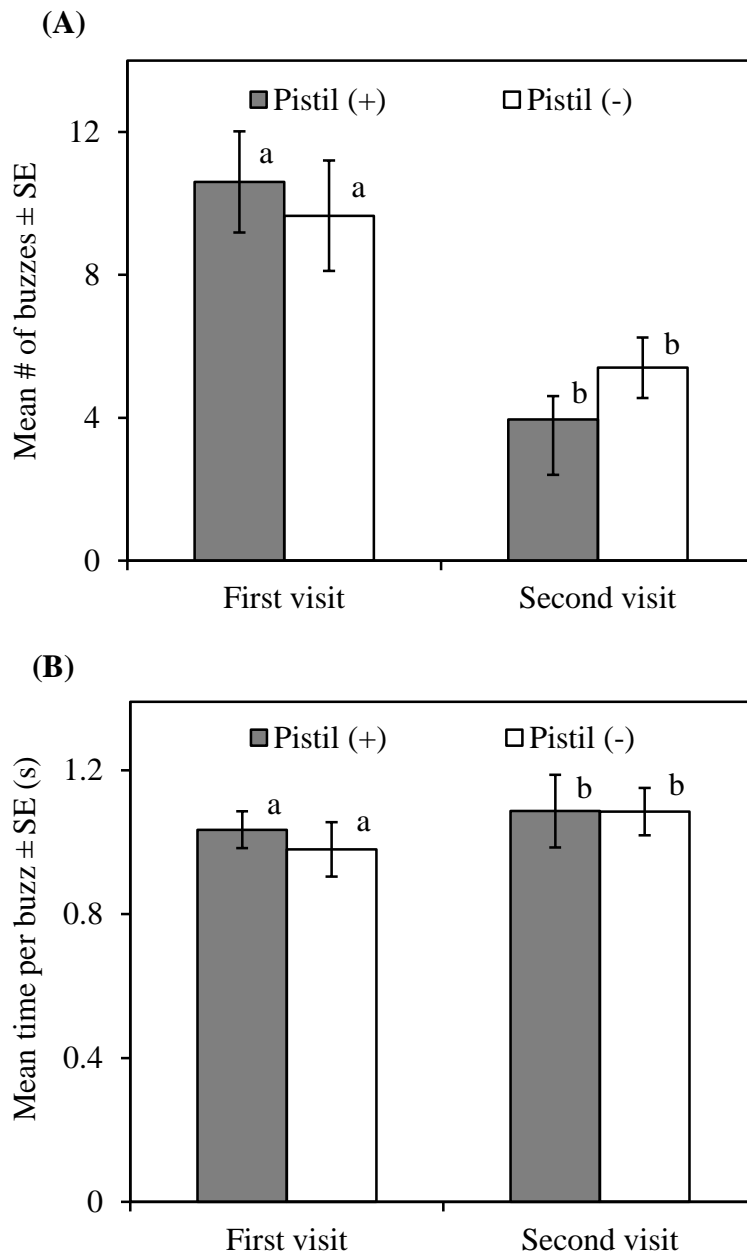 (A)
Pistil (+) Pistil (-)
Mean # of buzzes ± SE
12
8
4
0
a
a
b
b
First visit Second visit
(B)
Pistil (+) Pistil (-)
Mean time per buzz ± SE (s)
1.2
0.8
0.4
0
a
a
b
b
First visit Second visit